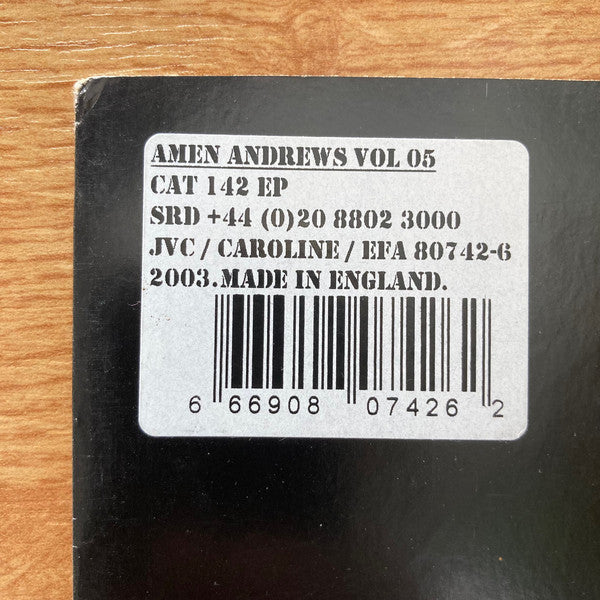 AMEN ANDREWS VOL 05
CAT 142 EP
SRD +44 (0)20 8802 3000
JVC / CAROLINE / EFA 80742-6
2003.MADE IN ENGLAND.
6 66908 07426 2